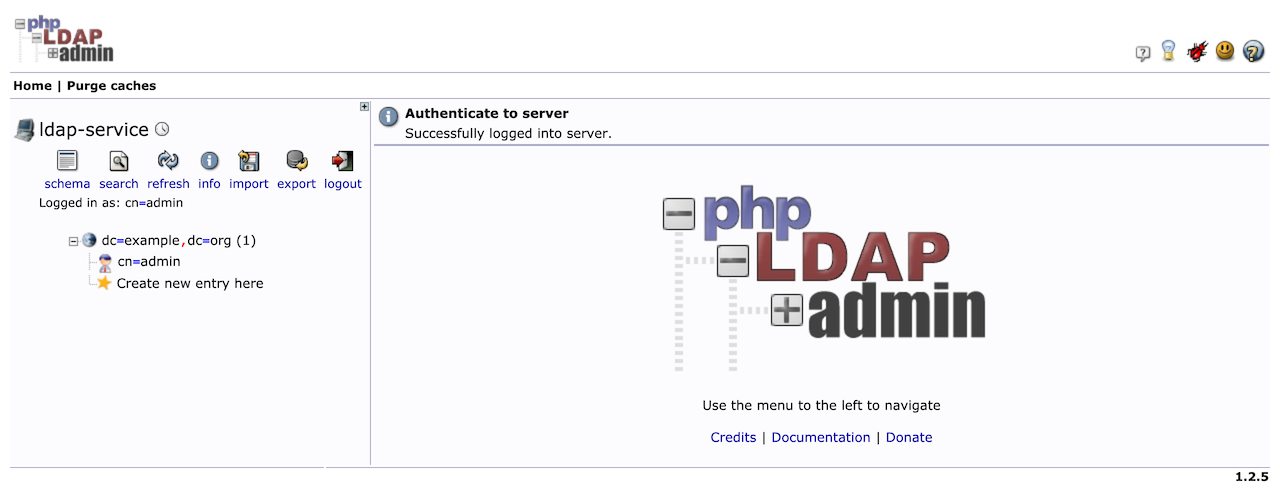 php
LDAP
admin
Home | Purge caches
ldap-service
schema search refresh info import export logout
Logged in as: cn=admin
dc=example,dc=org (1)
cn=admin
Create new entry here
Authenticate to server
Successfully logged into server.
php
LDAP
admin
Use the menu to the left to navigate
Credits | Documentation | Donate
1.2.5